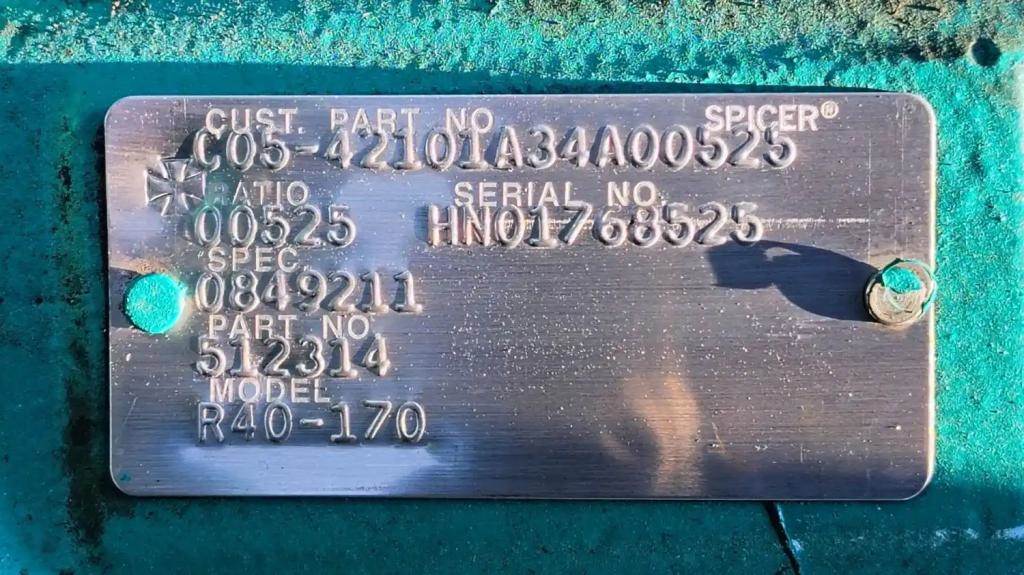 CUST. PART NO SPICER®
C05-42101A34A00525
RATIO SERIAL NO.
00525 HN01768525
SPEC.
0849211
PART NO.
512314
MODEL
R40-170